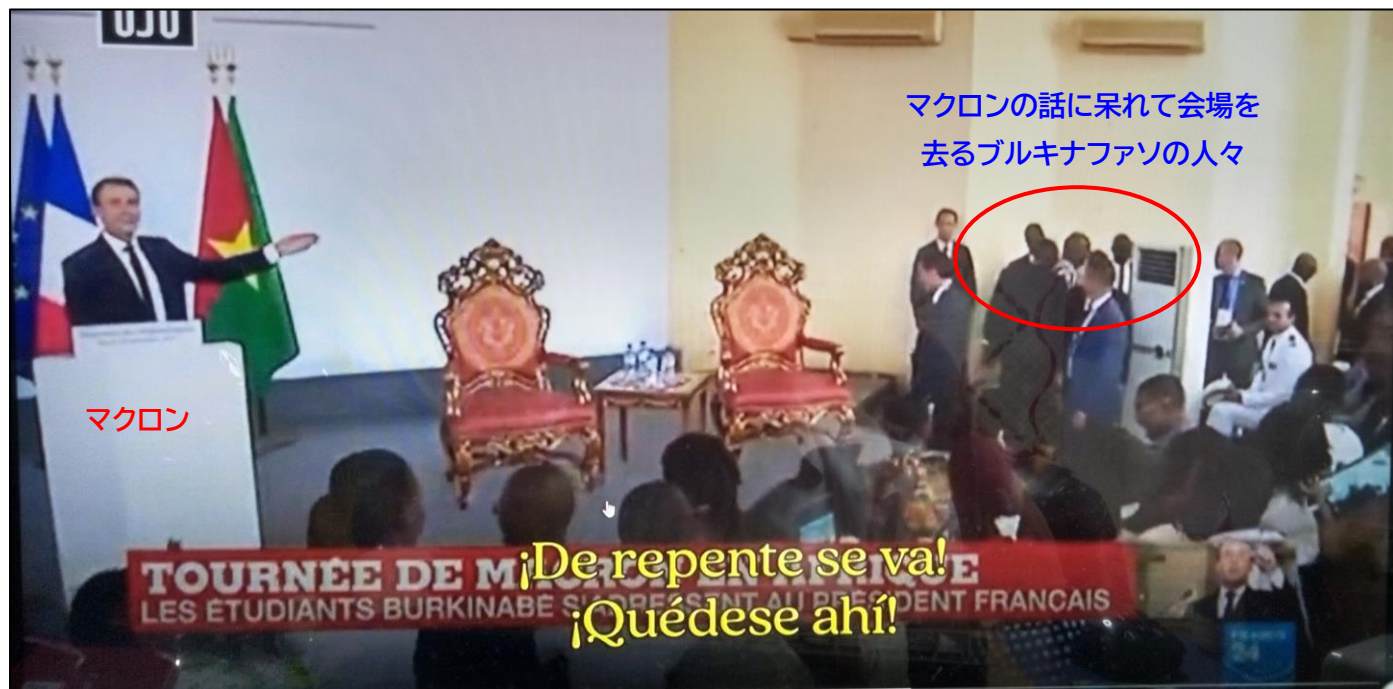 マクロンの話に呆れて会場を
去るブルキナファソの人々
マクロン
TOURNÉE DE
¡De repente se va!
LES ÉTUDIANTS BURKINABÈ S'ADRESSENT AU PRÉSIDENT FRANÇAIS
¡Quédese ahí!
FRANCE
24